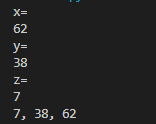 x=
62
y=
38
z=
7
7, 38, 62